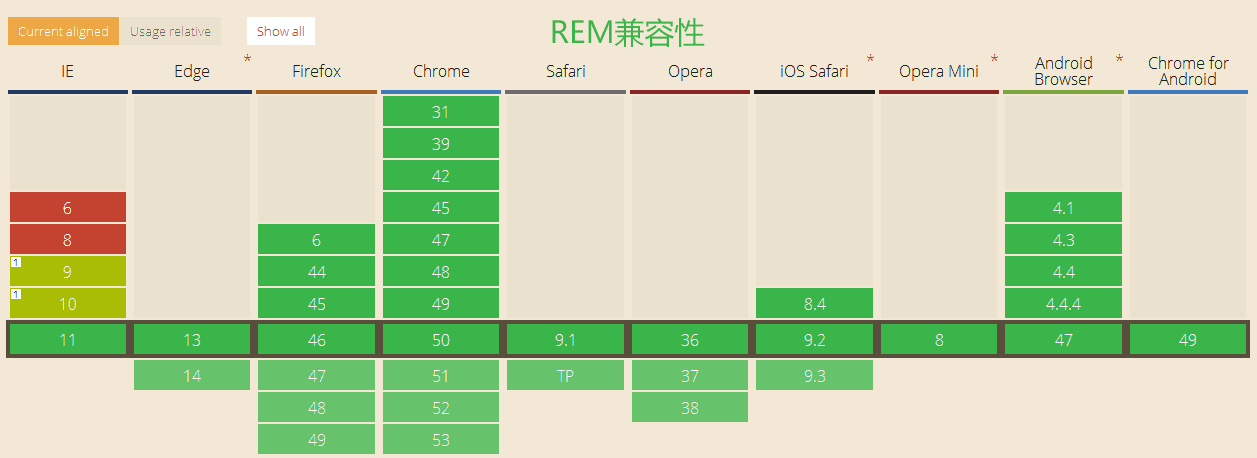 REM兼容性
Current aligned Usage relative Show all
IE Edge * Firefox Chrome Safari Opera iOS Safari * Opera Mini * Android Browser * Chrome for Android
31
39
42
6 45 4.1
8 6 47 4.3
1 9 44 48 4.4
1 10 45 49 8.4 4.4.4
11 13 46 50 9.1 36 9.2 8 47 49
14 47 51 TP 37 9.3
48 52 38
49 53